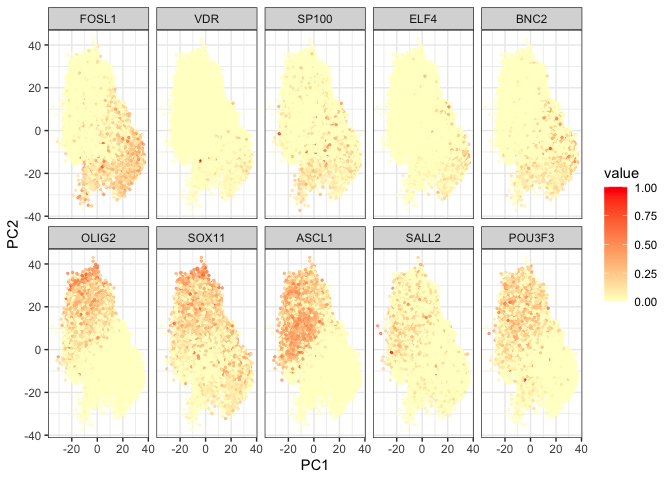 FOSL1 VDR SP100 ELF4 BNC2
40
20
0
-20
-40
OLIG2 SOX11 ASCL1 SALL2 POU3F3
40
20
0
-20
-40
-20 0 20 40 -20 0 20 40 -20 0 20 40 -20 0 20 40 -20 0 20 40
PC1
PC2
value
1.00
0.75
0.50
0.25
0.00